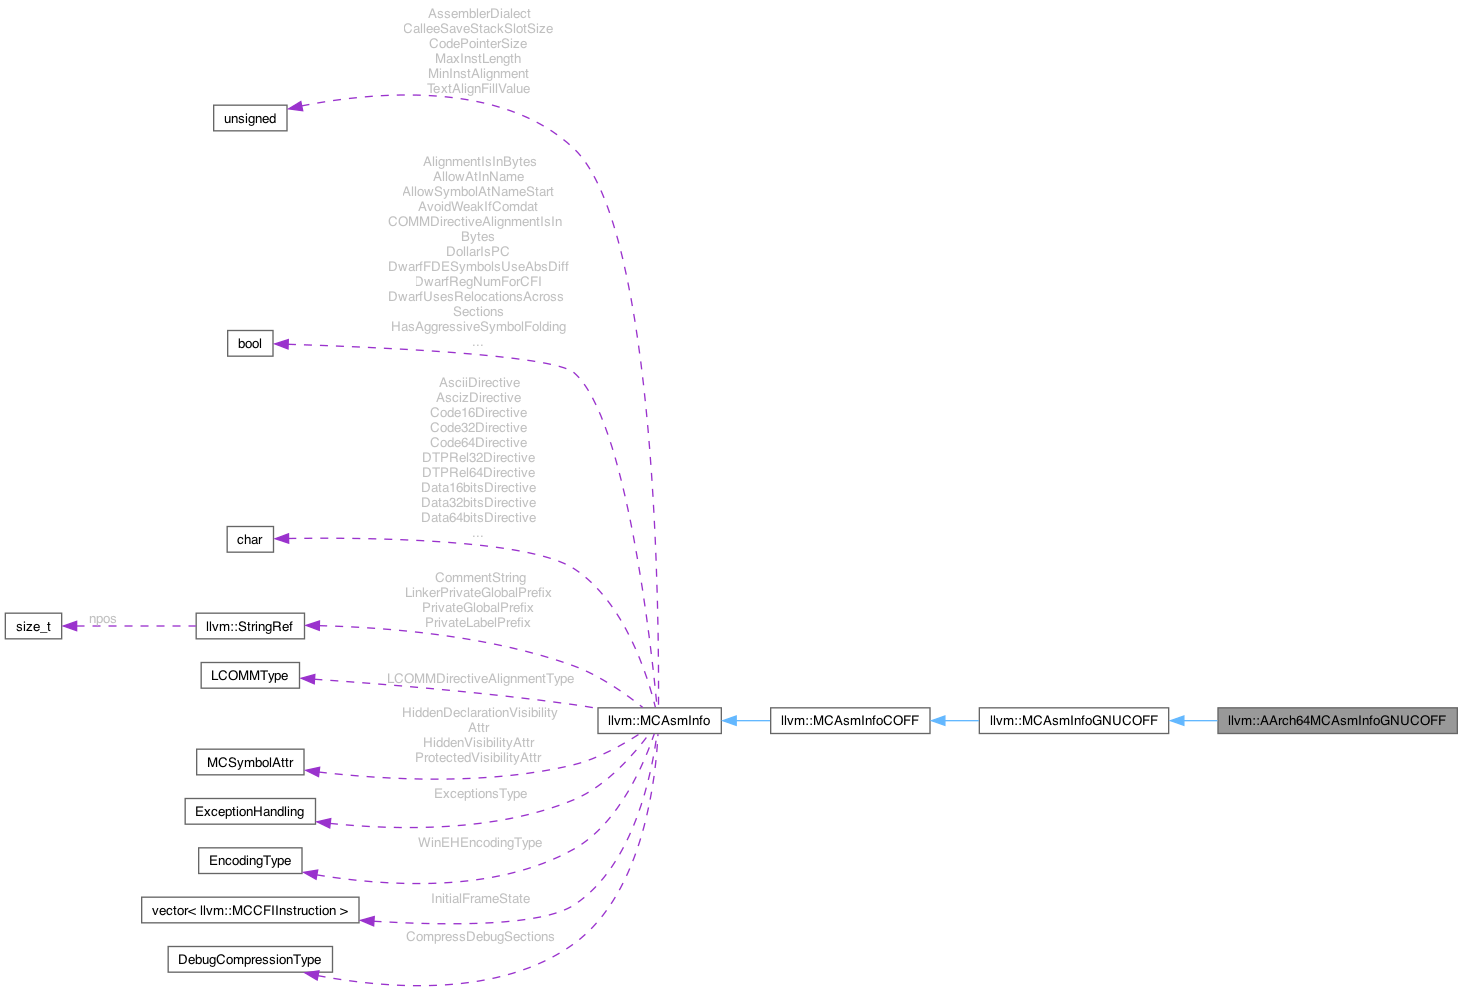 AssemblerDialect
CalleeSaveStackSlotSize
CodePointerSize
MaxInstLength
MinInstAlignment
TextAlignFillValue
unsigned
AlignmentIsInBytes
AllowAtInName
AllowSymbolAtNameStart
AvoidWeakIfComdat
COMMDirectiveAlignmentIsIn
Bytes
DollarIsPC
DwarfFDESymbolsUseAbsDiff
DwarfRegNumForCFI
DwarfUsesRelocationsAcross
Sections
HasAggressiveSymbolFolding
...
bool
AsciiDirective
AscizDirective
Code16Directive
Code32Directive
Code64Directive
DTPRel32Directive
DTPRel64Directive
Data16bitsDirective
Data32bitsDirective
Data64bitsDirective
...
char
CommentString
LinkerPrivateGlobalPrefix
PrivateGlobalPrefix
PrivateLabelPrefix
size_t
npos
llvm::StringRef
LCOMMType
LCOMMDirectiveAlignmentType
HiddenDeclarationVisibility
Attr
HiddenVisibilityAttr
ProtectedVisibilityAttr
llvm::MCAsmInfo
llvm::MCAsmInfoCOFF
llvm::MCAsmInfoGNUCOFF
llvm::AArch64MCAsmInfoGNUCOFF
MCSymbolAttr
ExceptionsType
ExceptionHandling
WinEHEncodingType
EncodingType
InitialFrameState
vector< llvm::MCCFIInstruction >
CompressDebugSections
DebugCompressionType